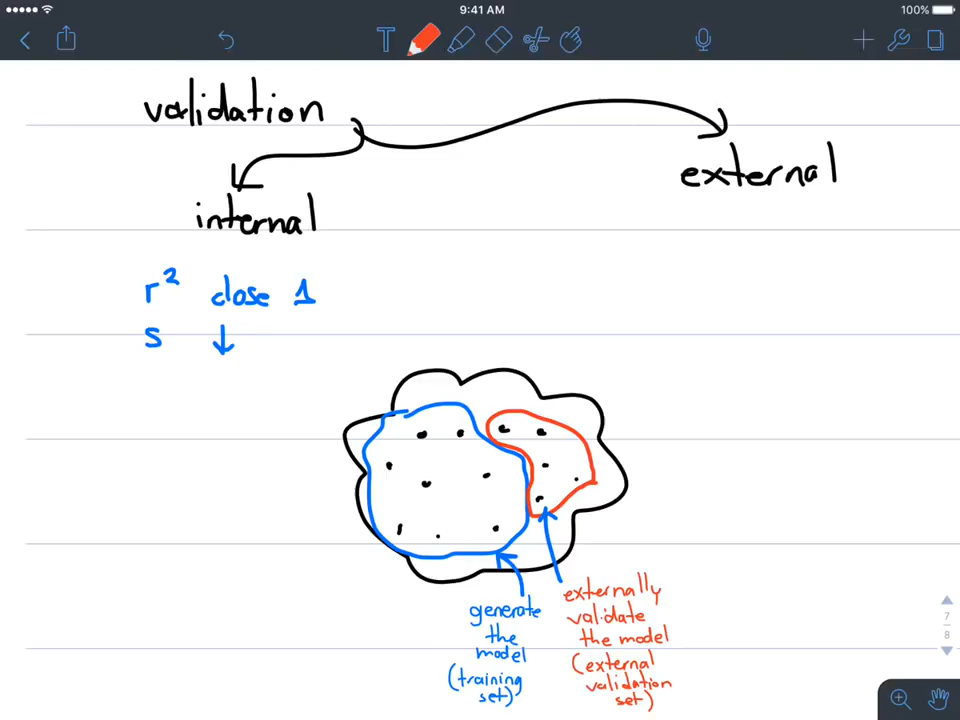 9:41 AM
100%
T
validation
internal
external
r² close 1
s ↓
generate
the
model
(training
set)
externally
validate
the model
(external
validation
set)
7
8